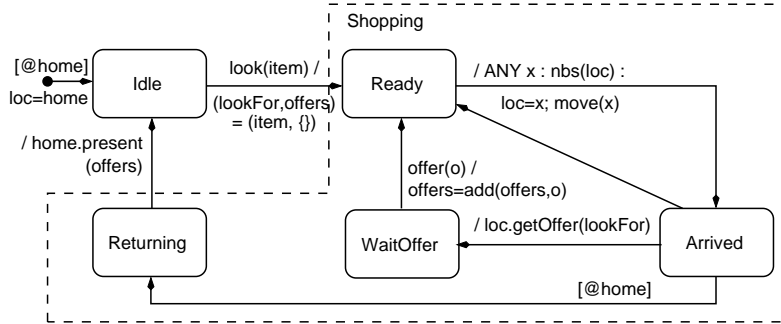 Shopping
[@home]
loc=home
Idle
look(item) /
(lookFor,offers)
= (item, {})
Ready
/ ANY x : nbs(loc) :
loc=x; move(x)
/ home.present
(offers)
offer(o) /
offers=add(offers,o)
Returning
WaitOffer
/ loc.getOffer(lookFor)
Arrived
[@home]